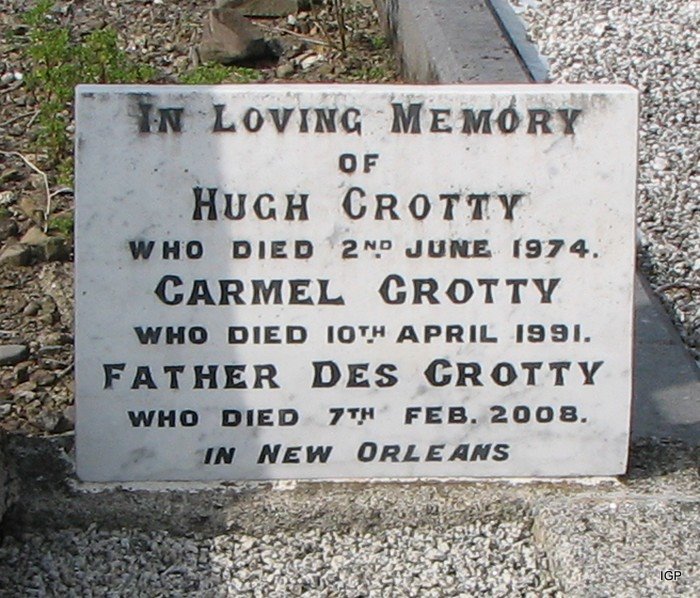 In Loving Memory
OF
Hugh Crotty
WHO DIED 2ND JUNE 1974.
Carmel Crotty
WHO DIED 10TH APRIL 1991.
Father Des Crotty
WHO DIED 7TH FEB. 2008.
IN NEW ORLEANS
IGP